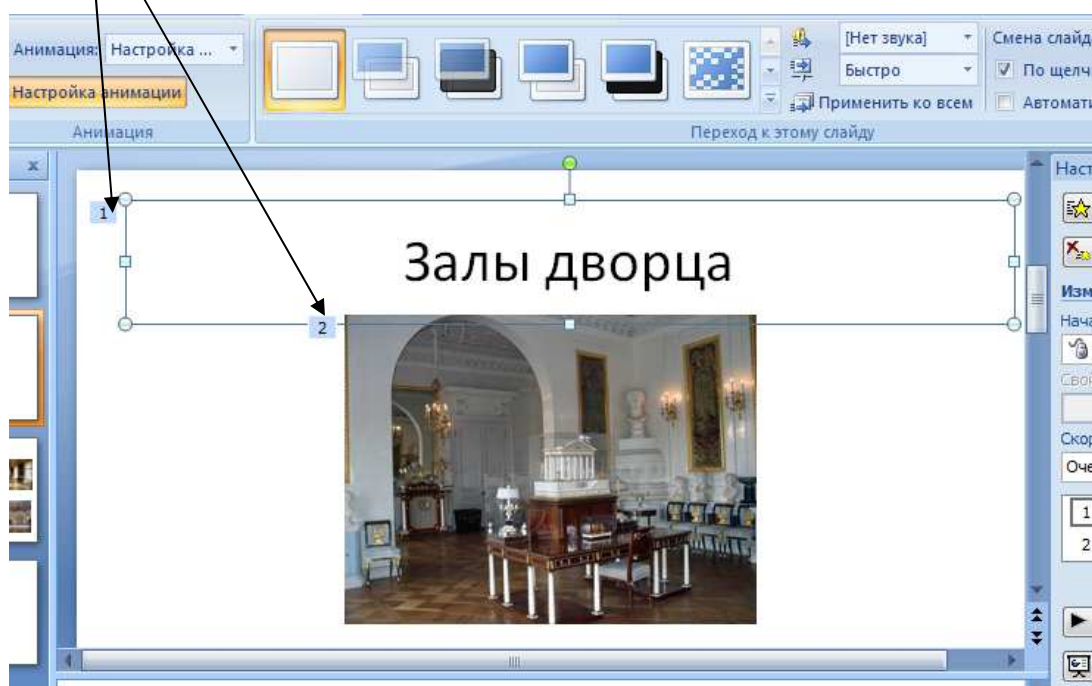 Анимация: Настройка ...
[Нет звука]
Смена слайд
Быстро
По щелч
Настройка анимации
Применить ко всем
Автомати
Анимация
Переход к этому слайду
Наст
1
Залы дворца
Изм
2
Нача
Свой
Скор
Оче
1
2